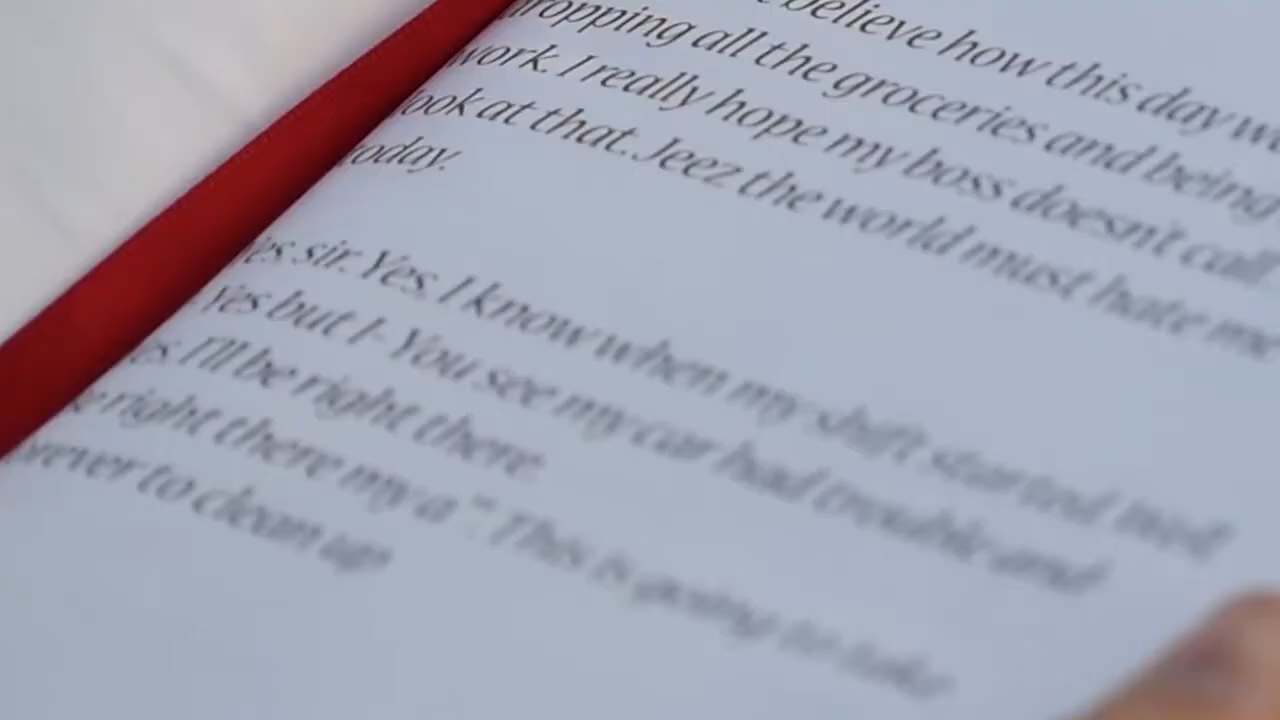 believe how this day we
dropping all the groceries and being
work. I really hope my boss doesn't call.
look at that. Jeez the world must hate me
today.
Yes sir. Yes, I know when my shift started. Well
Yes but I- You see my car had trouble and
I'll be right there.
right there my a**. This is going to take
forever to clean up